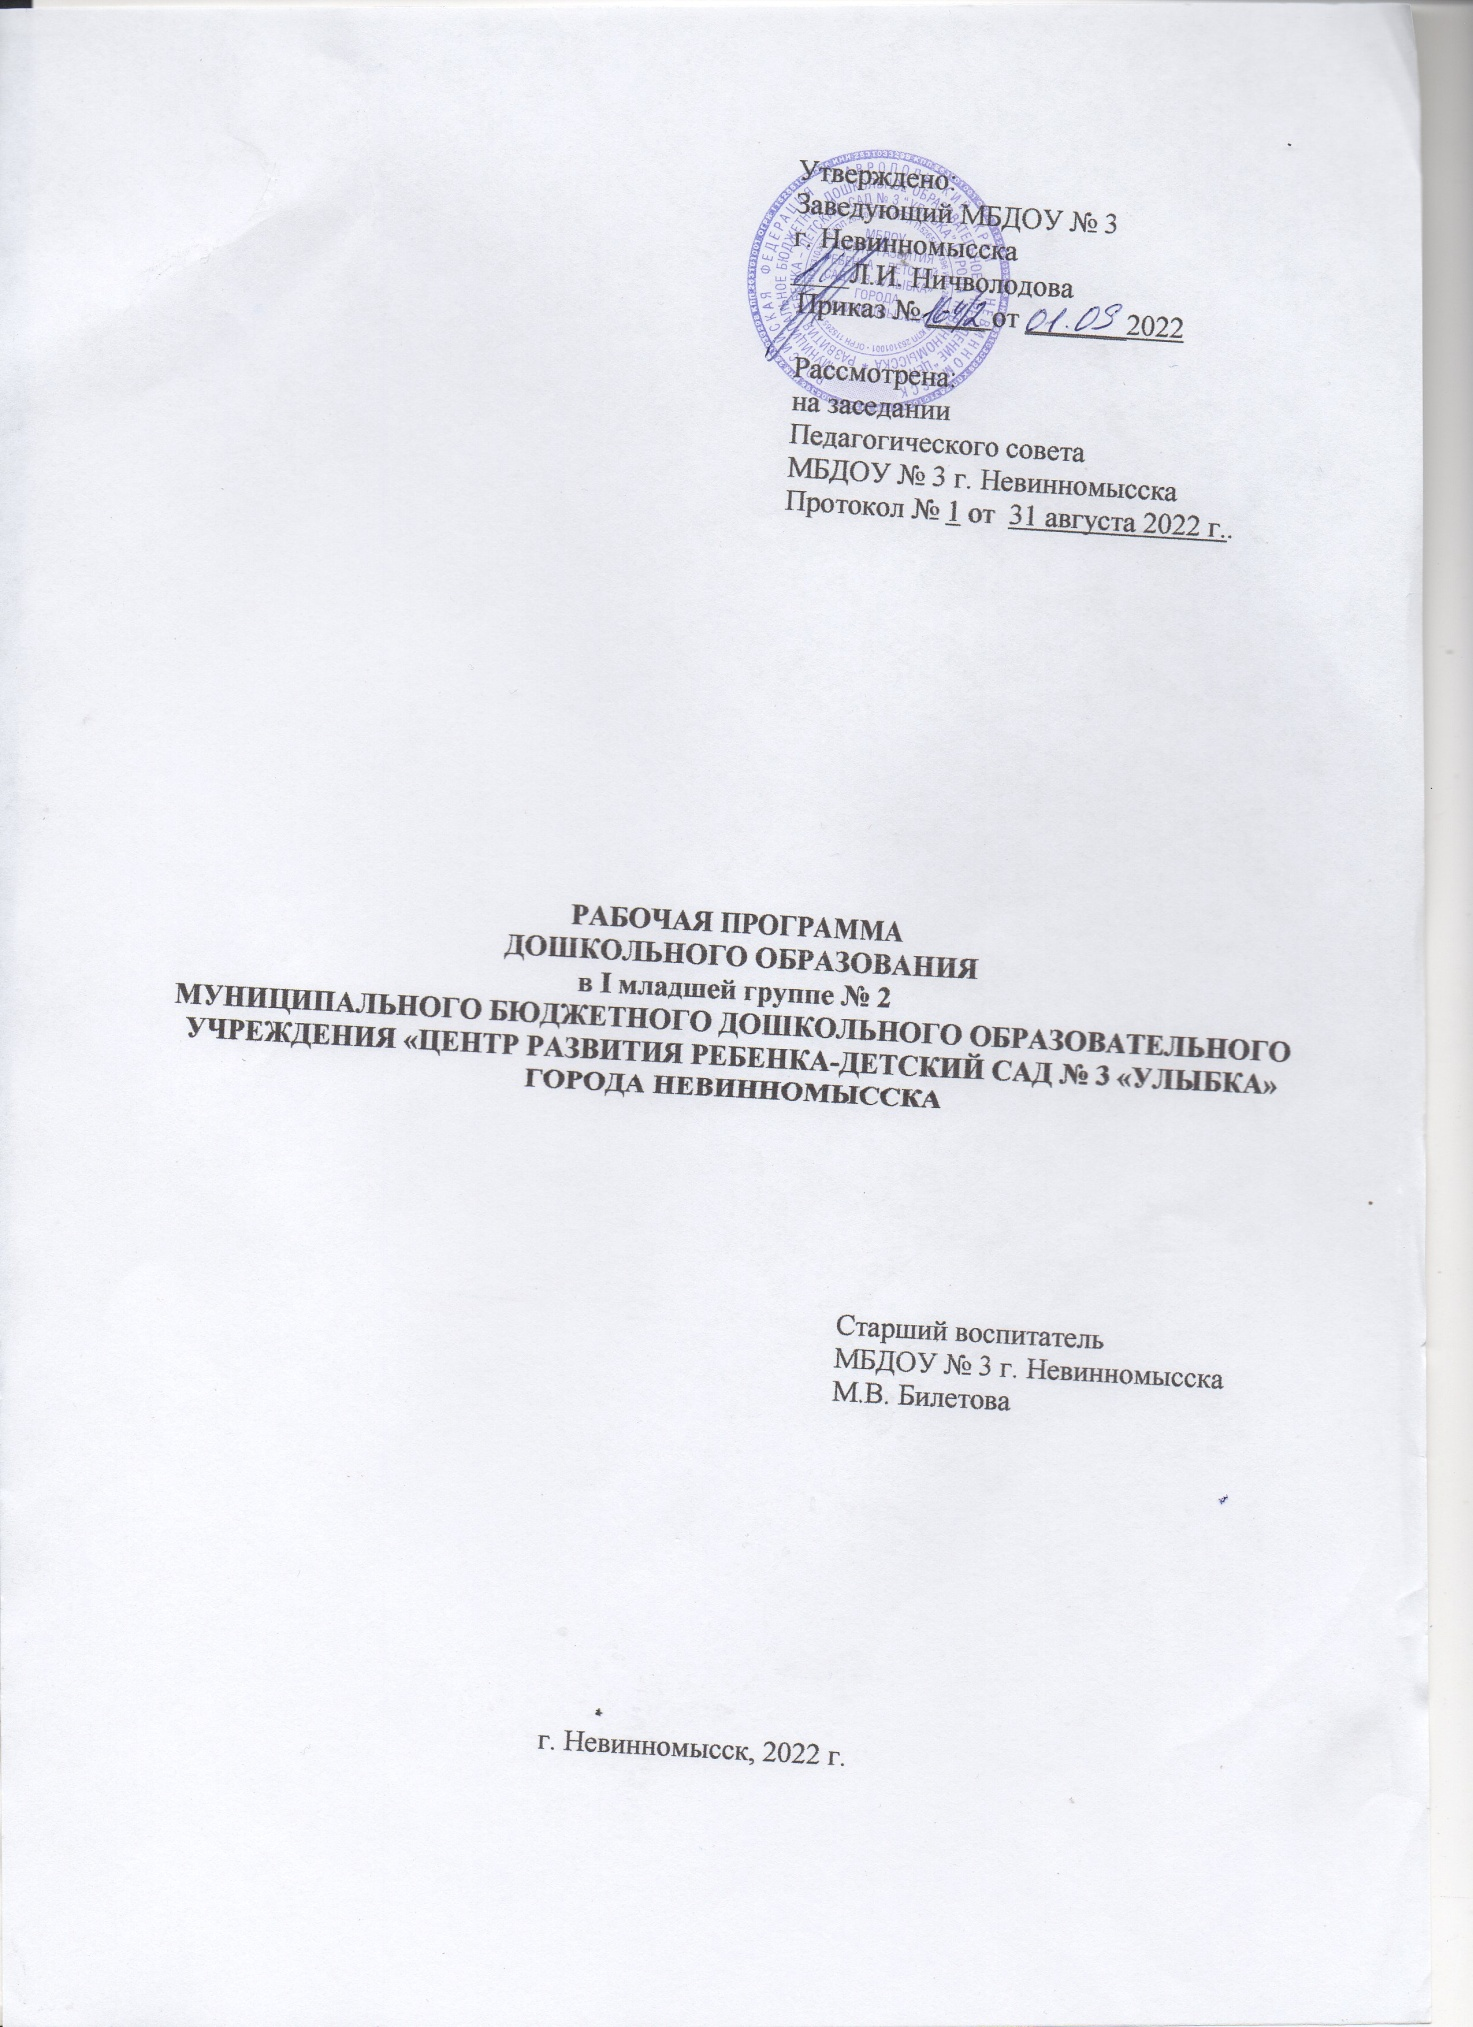 Утверждено:
Заведующий МБДОУ № 3
г. Невинномысска
____Л.И. Ничволодова
Приказ № от 01.09 2022
Рассмотрена:
на заседании
Педагогического совета
МБДОУ № 3 г. Невинномысска
Протокол № 1 от 31 августа 2022 г..
РАБОЧАЯ ПРОГРАММА
ДОШКОЛЬНОГО ОБРАЗОВАНИЯ
в I младшей группе № 2
МУНИЦИПАЛЬНОГО БЮДЖЕТНОГО ДОШКОЛЬНОГО ОБРАЗОВАТЕЛЬНОГО
УЧРЕЖДЕНИЯ «ЦЕНТР РАЗВИТИЯ РЕБЕНКА-ДЕТСКИЙ САД № 3 «УЛЫБКА»
ГОРОДА НЕВИННОМЫССКА
Старший воспитатель
МБДОУ № 3 г. Невинномысска
М.В. Билетова
г. Невинномысск, 2022 г.